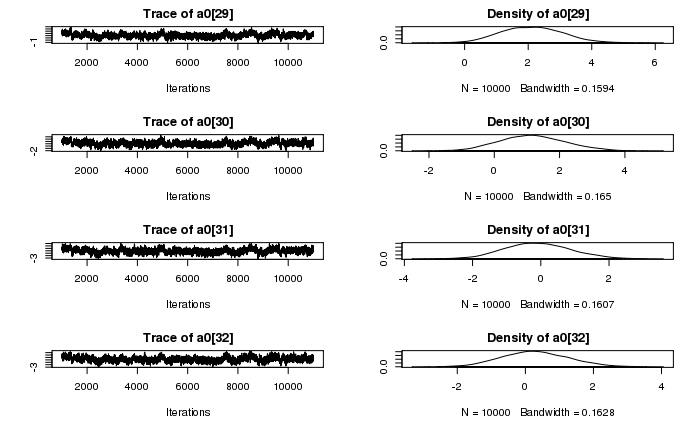 Trace of a0[29]
-1
2000 4000 6000 8000 10000
Iterations
Density of a0[29]
0.0
0 2 4 6
N = 10000 Bandwidth = 0.1594
Trace of a0[30]
-2
2000 4000 6000 8000 10000
Iterations
Density of a0[30]
0.0
-2 0 2 4
N = 10000 Bandwidth = 0.165
Trace of a0[31]
-3
2000 4000 6000 8000 10000
Iterations
Density of a0[31]
0.0
-4 -2 0 2
N = 10000 Bandwidth = 0.1607
Trace of a0[32]
-3
2000 4000 6000 8000 10000
Iterations
Density of a0[32]
0.0
-2 0 2 4
N = 10000 Bandwidth = 0.1628